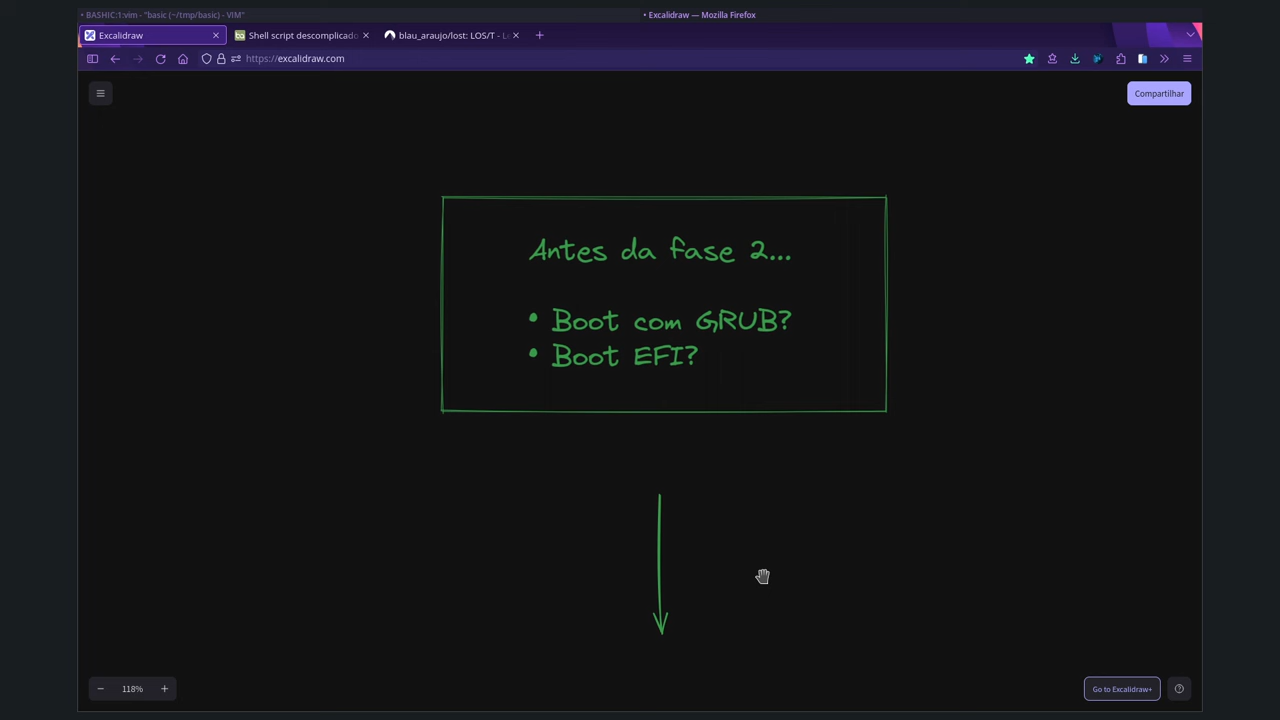 • BASHIC:1:vim - "basic (~/tmp/basic) - VIM"
• Excalidraw — Mozilla Firefox
Excalidraw
Shell script descomplicado
blau_araujo/lost: LOS/T - Le
https://excalidraw.com
Compartilhar
Antes da fase 2...
• Boot com GRUB?
• Boot EFI?
118%
Go to Excalidraw+